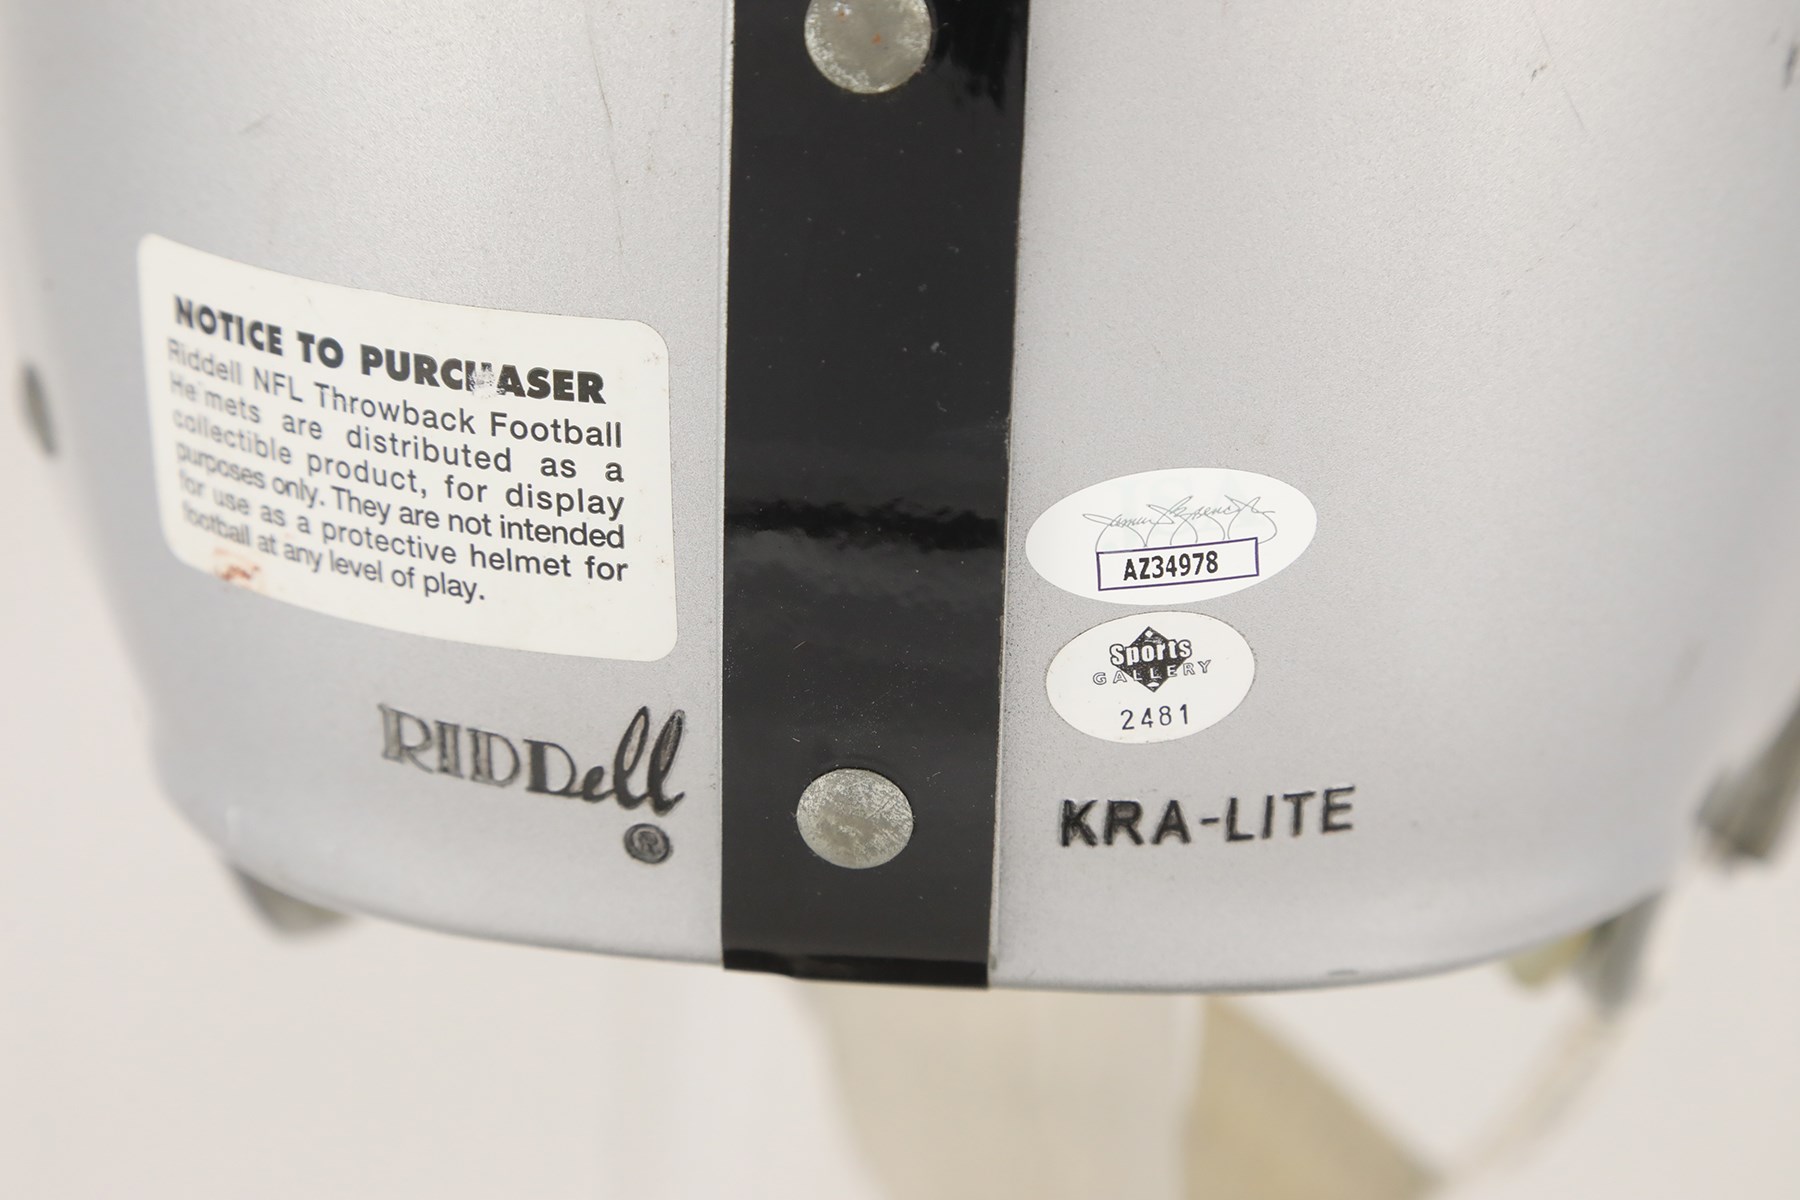 NOTICE TO PURCHASER
Riddell NFL Throwback Football
Helmets are distributed as a
collectible product, for display
purposes only. They are not intended
for use as a protective helmet for
football at any level of play.
RIDDell
®
AZ34978
Sports
GALLERY
2481
KRA-LITE